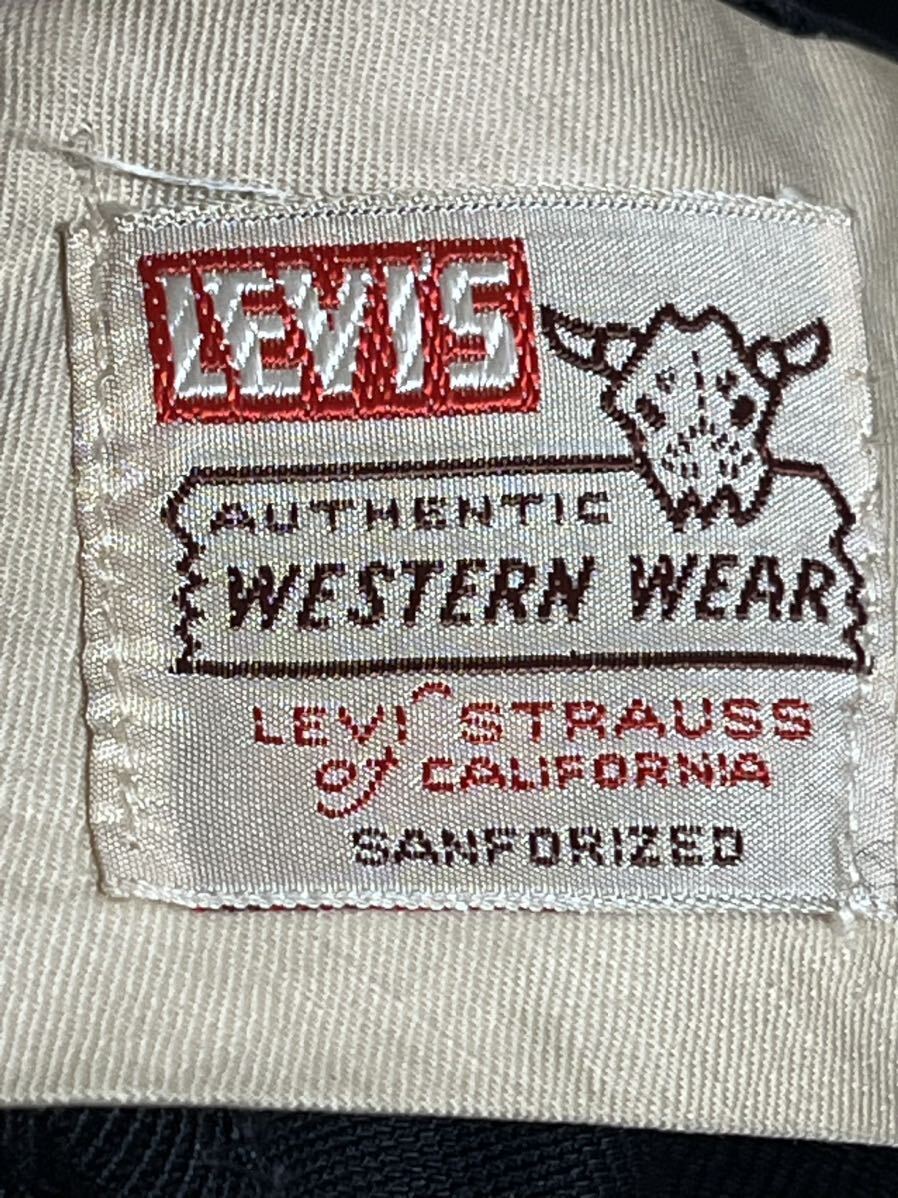 LEVI'S
AUTHENTIC
WESTERN WEAR
LEVI STRAUSS
of CALIFORNIA
SANFORIZED